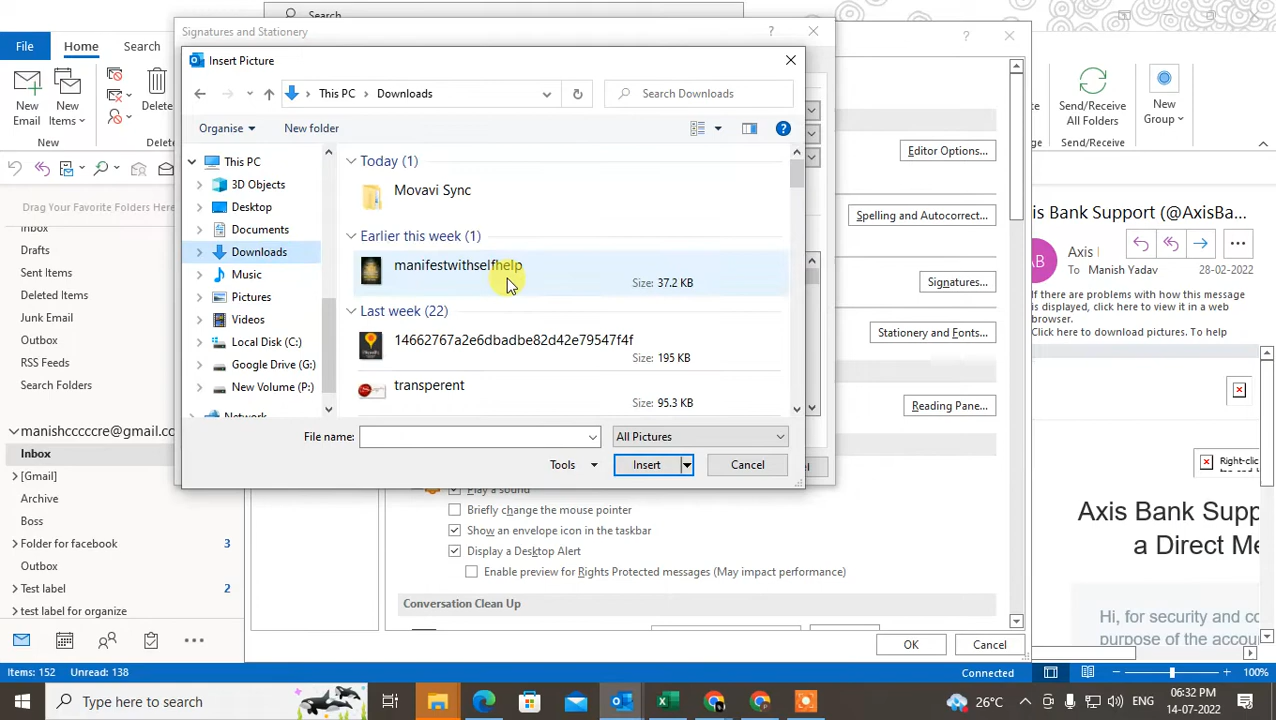 Search
Signatures and Stationery
?
Insert Picture
This PC
Downloads
Search Downloads
Organise
New folder
This PC
3D Objects
Desktop
Documents
Downloads
Music
Pictures
Videos
Local Disk (C:)
Google Drive (G:)
New Volume (P:)
Network
Today (1)
Movavi Sync
Earlier this week (1)
manifestwithselfhelp
Size: 37.2 KB
Last week (22)
14662767a2e6dbadbe82d42e79547f4f
Size: 195 KB
transperent
Size: 95.3 KB
File name:
All Pictures
Tools
Insert
Cancel
File
Home
Search
New
Email
New
Items
Delete
New
Delete
Send/Receive
All Folders
Send/Receive
New
Group
New Group
Drag Your Favorite Folders Here
Inbox
Drafts
Sent Items
Deleted Items
Junk Email
Outbox
RSS Feeds
Search Folders
manishcccccre@gmail.c
Inbox
[Gmail]
Archive
Boss
Folder for facebook 3
Outbox
Test label 2
test label for organize
Editor Options...
Spelling and Autocorrect...
Signatures...
Stationery and Fonts...
Reading Pane...
Play a sound
Briefly change the mouse pointer
Show an envelope icon in the taskbar
Display a Desktop Alert
Enable preview for Rights Protected messages (May impact performance)
Conversation Clean Up
OK
Cancel
is Bank Support (@AxisBa...
AB
Axis
To Manish Yadav
28-02-2022
If there are problems with how this message
is displayed, click here to view it in a web
browser.
Click here to download pictures. To help
Right-clic
Axis Bank Supp
a Direct Me
Hi, for security and co
purpose of the accou
Items: 152
Unread: 138
Connected
100%
Type here to search
26°C
ENG
06:32 PM
14-07-2022